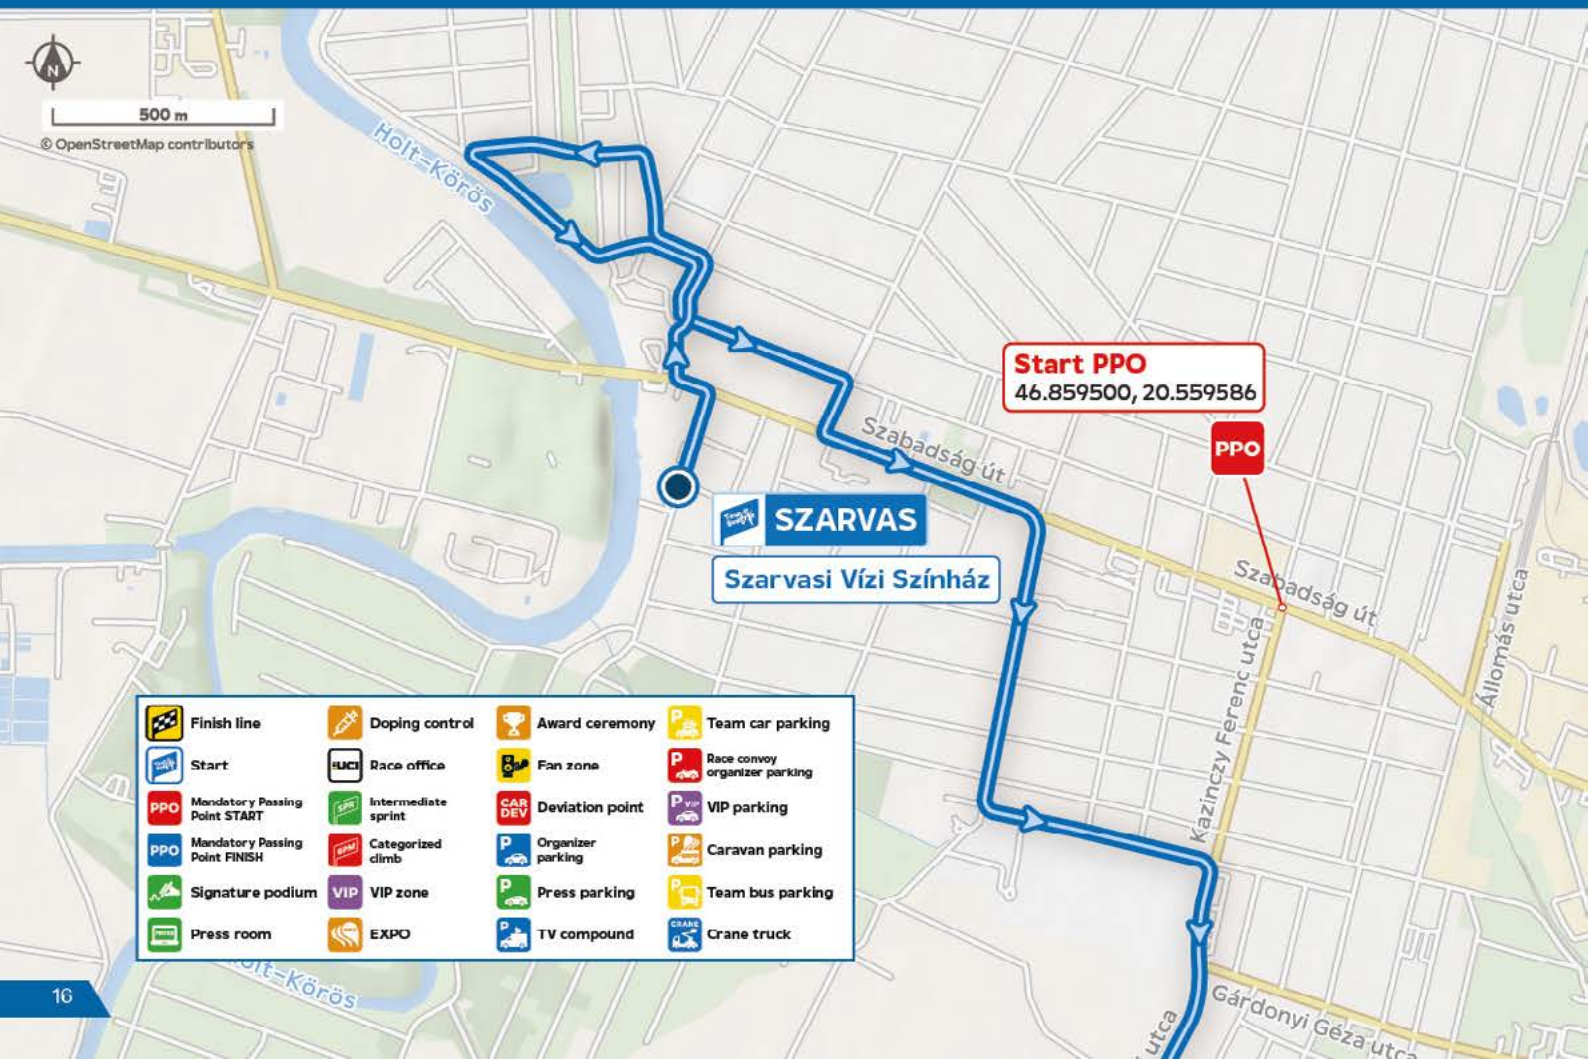 N
500 m
© OpenStreetMap contributors
Holt-Körös
Start PPO
46.859500, 20.559586
PPO
Szabadság út
SZARVAS
Szarvasi Vízi Színház
Szabadság út
Kazinczy Ferenc utca
Állomás utca
Finish line
Doping control
Award ceremony
P
Team car parking
Start
UCI
Race office
Fan zone
P
Race convoy
organizer parking
PPO
Mandatory Passing
Point START
SPR
Intermediate
sprint
CAR
DEV
Deviation point
P VIP
VIP parking
PPO
Mandatory Passing
Point FINISH
GPM
Categorized
climb
P
Organizer
parking
P
Caravan parking
Signature podium
VIP
VIP zone
P
Press parking
P
Team bus parking
Press room
EXPO
P
TV compound
CRANE
Crane truck
Holt-Körös
16
utca
Gárdonyi Géza utca